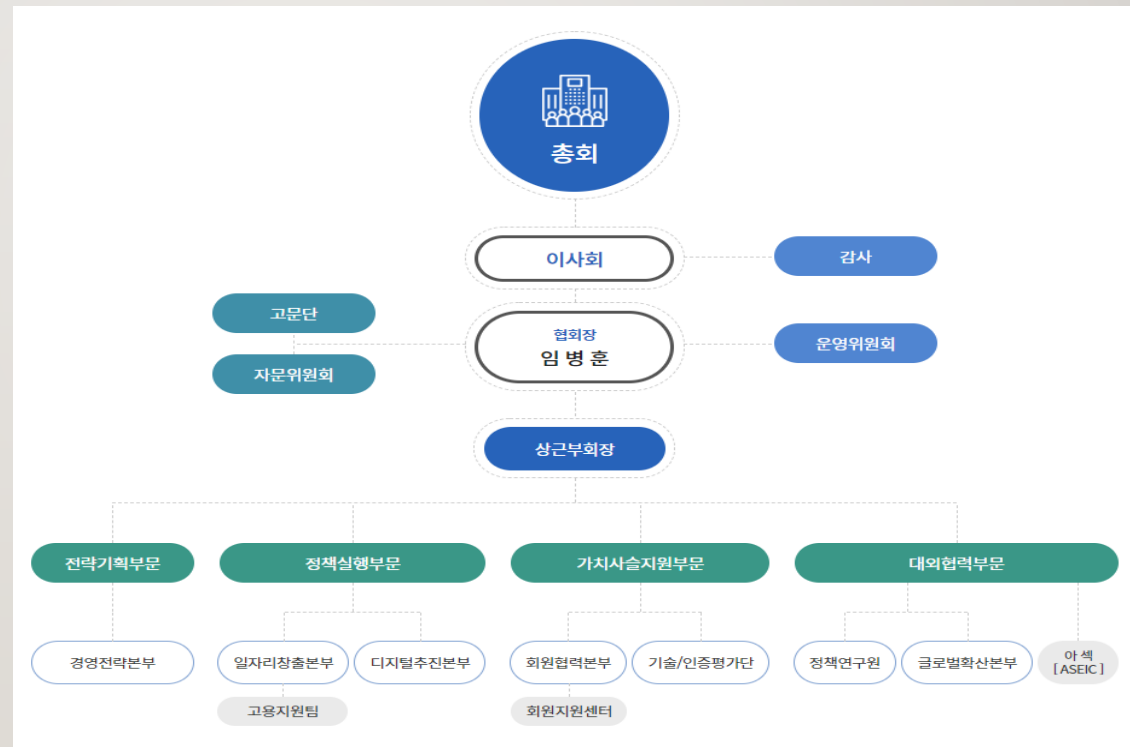 총회
이사회
감사
고문단
협회장
임병훈
운영위원회
자문위원회
상근부회장
전략기획부문
정책실행부문
가치사슬지원부문
대외협력부문
경영전략본부
일자리창출본부
디지털추진본부
회원협력본부
기술/인증평가단
정책연구원
글로벌확산본부
아섹
[ASEIC]
고용지원팀
회원지원센터